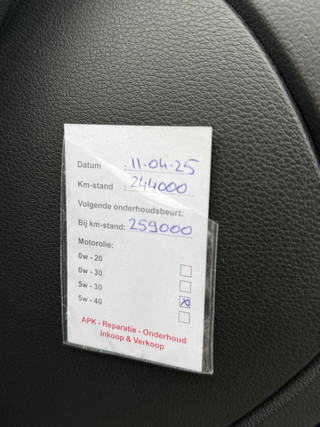 Datum : 11-04-25
Km-stand : 244000
Volgende onderhoudsbeurt:
Bij km-stand: 259000
Motorolie:
0w - 20
0w - 30
5w - 30
5w - 40
APK - Reparatie - Onderhoud
Inkoop & Verkoop